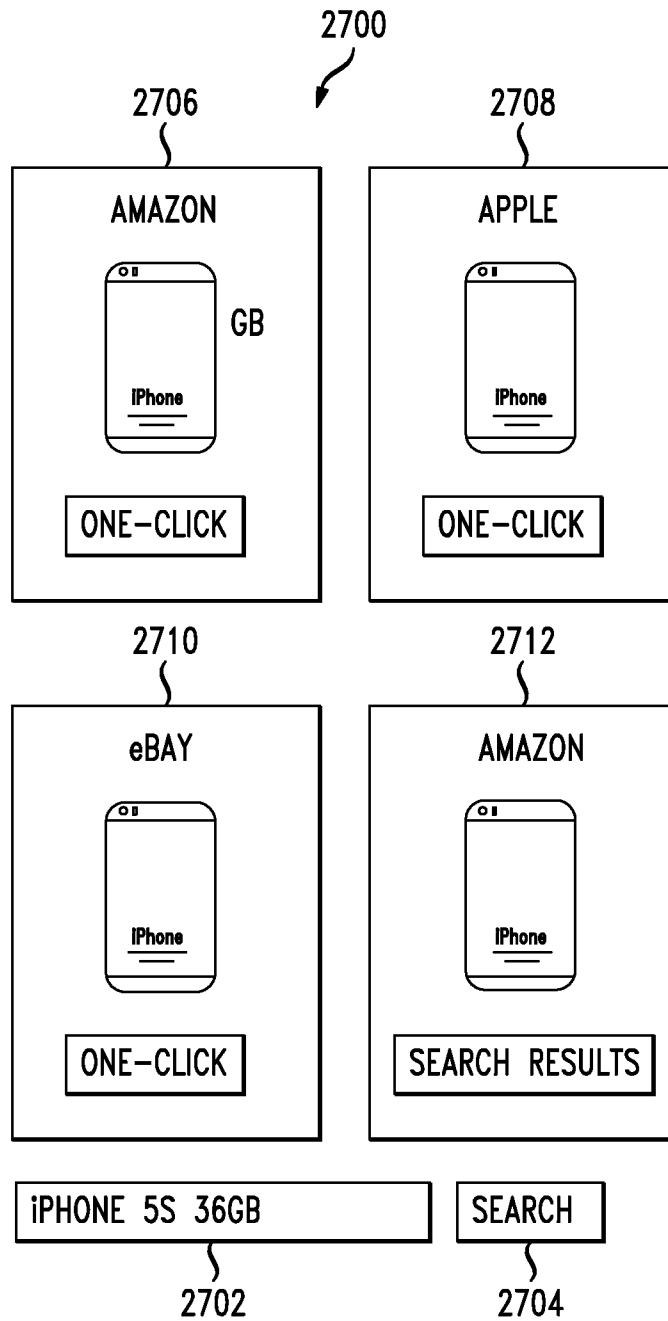 2700
2706
2708
AMAZON
APPLE
GB
iPhone
iPhone
ONE-CLICK
ONE-CLICK
2710
2712
eBAY
AMAZON
iPhone
iPhone
ONE-CLICK
SEARCH RESULTS
iPHONE 5S 36GB
SEARCH
2702
2704